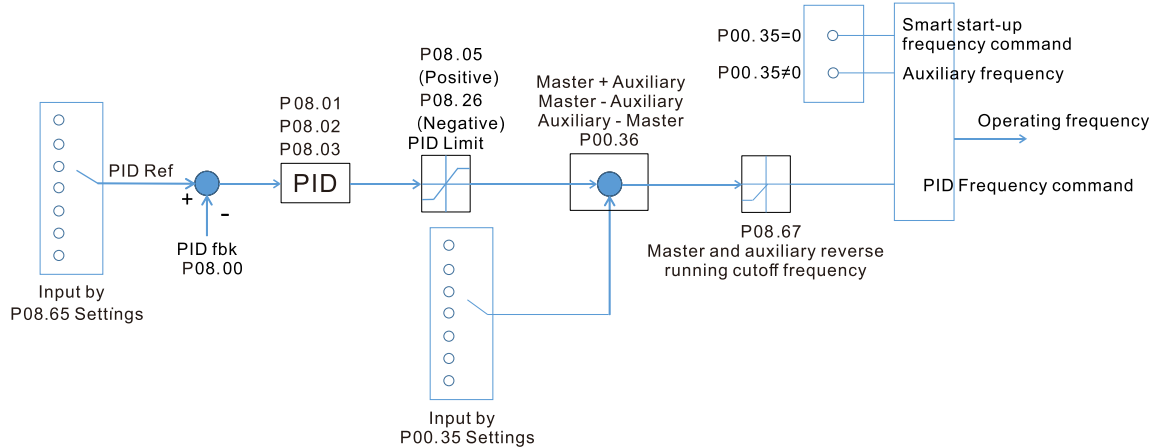 P00.35=0
Smart start-up
frequency command
P00.35≠0
Auxiliary frequency
Operating frequency
PID Frequency command
P08.05
(Positive)
P08.26
(Negative)
PID Limit
Master + Auxiliary
Master - Auxiliary
Auxiliary - Master
P00.36
P08.01
P08.02
P08.03
PID
PID Ref
+
-
PID fbk
P08.00
Input by
P08.65 Settings
P08.67
Master and auxiliary reverse
running cutoff frequency
Input by
P00.35 Settings